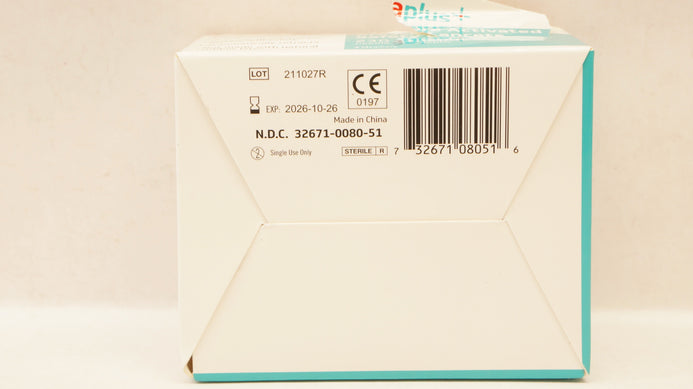 aplus+
LOT 211027R
CE
0197
EXP. 2026-10-26
Made in China
N.D.C. 32671-0080-51
Single Use Only
STERILE R
7 32671 08051 6